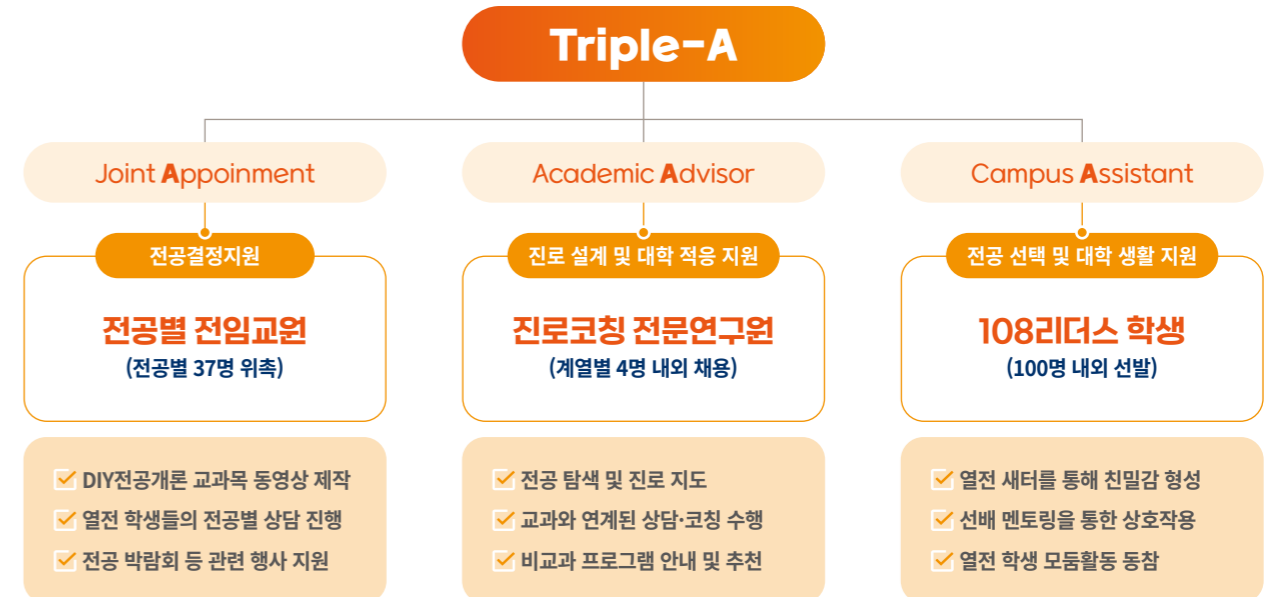 Triple-A
Joint Appoinment
전공결정지원
전공별 전임교원
(전공별 37명 위촉)
DIY전공개론 교과목 동영상 제작
열전 학생들의 전공별 상담 진행
전공 박람회 등 관련 행사 지원
Academic Advisor
진로 설계 및 대학 적응 지원
진로코칭 전문연구원
(계열별 4명 내외 채용)
전공 탐색 및 진로 지도
교과와 연계된 상담·코칭 수행
비교과 프로그램 안내 및 추천
Campus Assistant
전공 선택 및 대학 생활 지원
108리더스 학생
(100명 내외 선발)
열전 새터를 통해 친밀감 형성
선배 멘토링을 통한 상호작용
열전 학생 모둠활동 동참